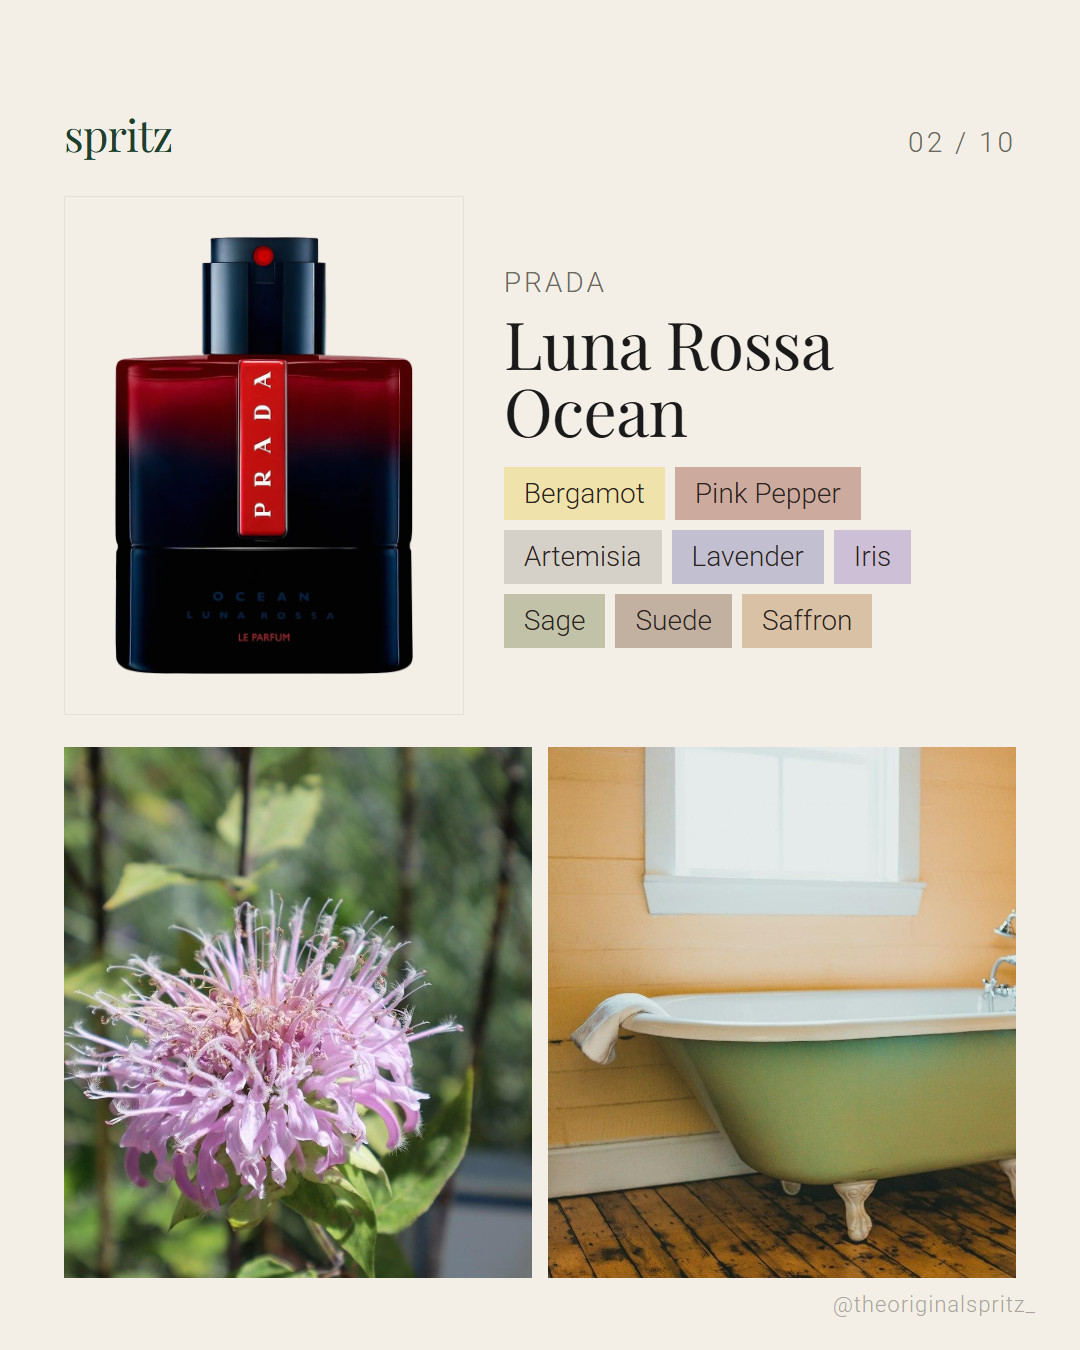 spritz
02 / 10
PRADA
OCEAN
LUNA ROSSA
LE PARFUM
PRADA
Luna Rossa
Ocean
Bergamot
Pink Pepper
Artemisia
Lavender
Iris
Sage
Suede
Saffron
@theoriginalspritz_